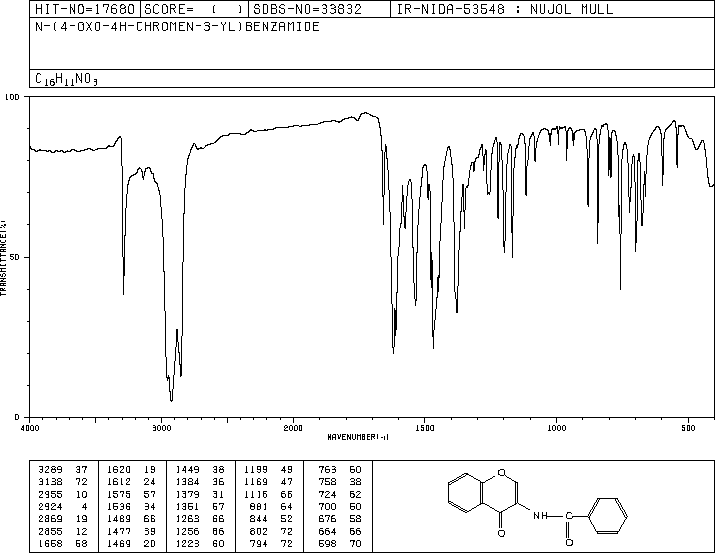 HIT-NO=17680 SCORE= ( ) SDBS-NO=33832 IR-NIDA-53548 : NUJOL MULL
N-(4-OXO-4H-CHROMEN-3-YL)BENZAMIDE
C16H11NO3
100
50
0
TRANSMITTANCE(%)
4000 3000 2000 1500 1000 500
WAVENUMBER(-1)
3289 37 1620 19 1449 38 1199 49 763 60
3138 72 1612 24 1384 36 1169 47 758 38
2955 10 1575 57 1379 31 1116 66 724 62
2924 4 1536 34 1351 57 881 64 700 50
2869 19 1489 66 1263 66 844 52 676 58
2855 12 1477 39 1256 86 802 72 664 66
1658 58 1469 20 1223 60 794 72 598 70
O
NH C
O O